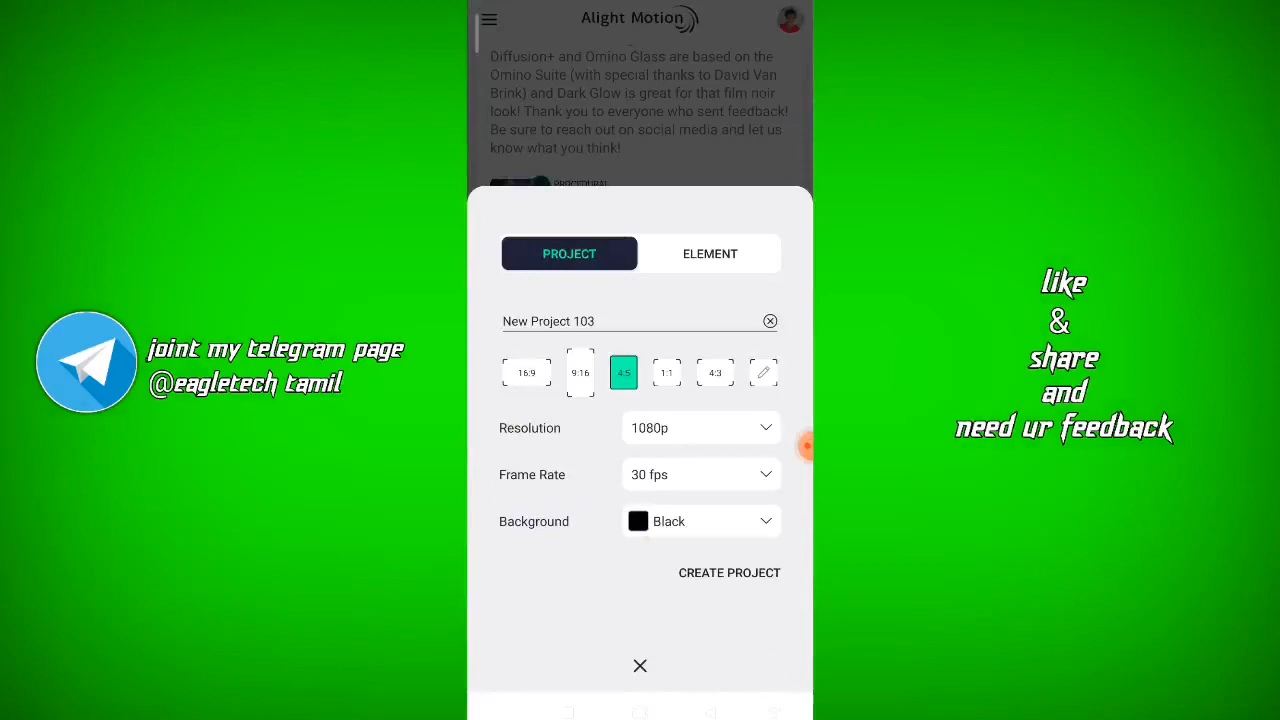 Alight Motion
Diffusion+ and Omino Glass are based on the
Omino Suite (with special thanks to David Van
Brink) and Dark Glow is great for that film noir
look! Thank you to everyone who sent feedback!
Be sure to reach out on social media and let us
know what you think!
PROCEDURAL
PROJECT
ELEMENT
New Project 103
16:9
9:16
4:5
1:1
4:3
Resolution
1080p
Frame Rate
30 fps
Background
Black
CREATE PROJECT
joint my telegram page
@eagletech tamil
like
&
share
and
need ur feedback